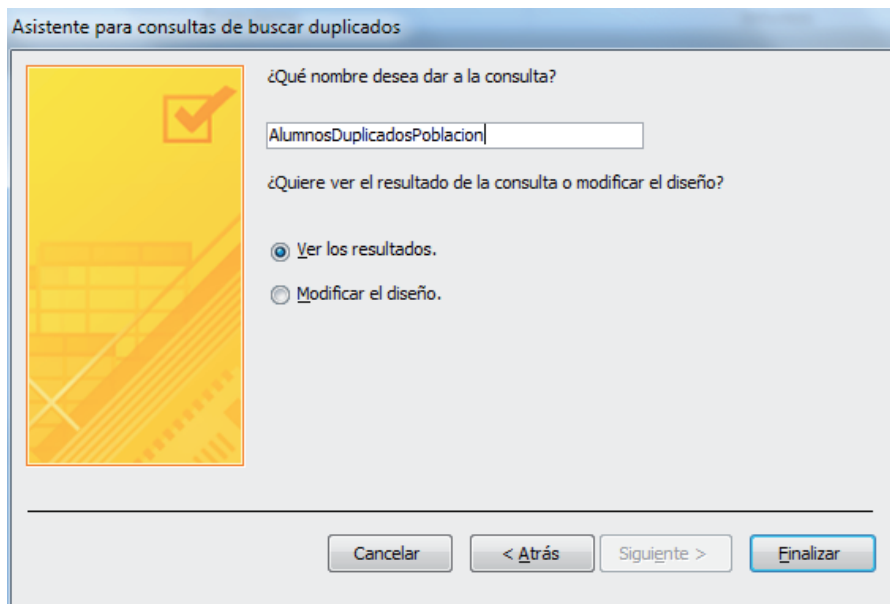 Asistente para consultas de buscar duplicados
¿Qué nombre desea dar a la consulta?
AlumnosDuplicadosPoblacion
¿Quiere ver el resultado de la consulta o modificar el diseño?
Ver los resultados.
Modificar el diseño.
Cancelar < Atrás Siguiente > Finalizar